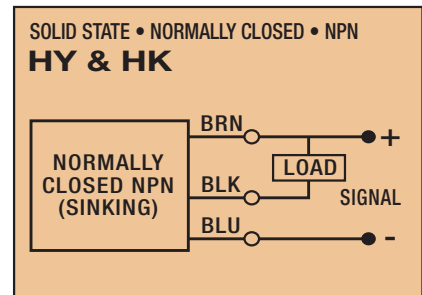 SOLID STATE • NORMALLY CLOSED • NPN
HY & HK
BRN
+
NORMALLY
LOAD
CLOSED NPN
BLK
SIGNAL
(SINKING)
BLU
-